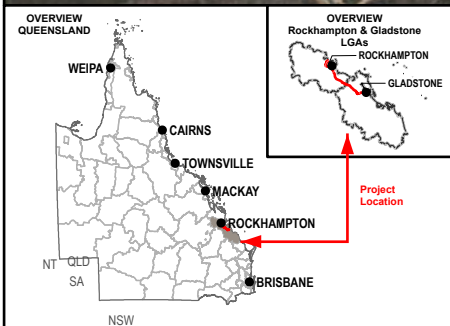 OVERVIEW
QUEENSLAND
WEIPA
CAIRNS
TOWNSVILLE
MACKAY
ROCKHAMPTON
BRISBANE
NT
QLD
SA
NSW
OVERVIEW
Rockhampton & Gladstone
LGAs
ROCKHAMPTON
GLADSTONE
Project
Location